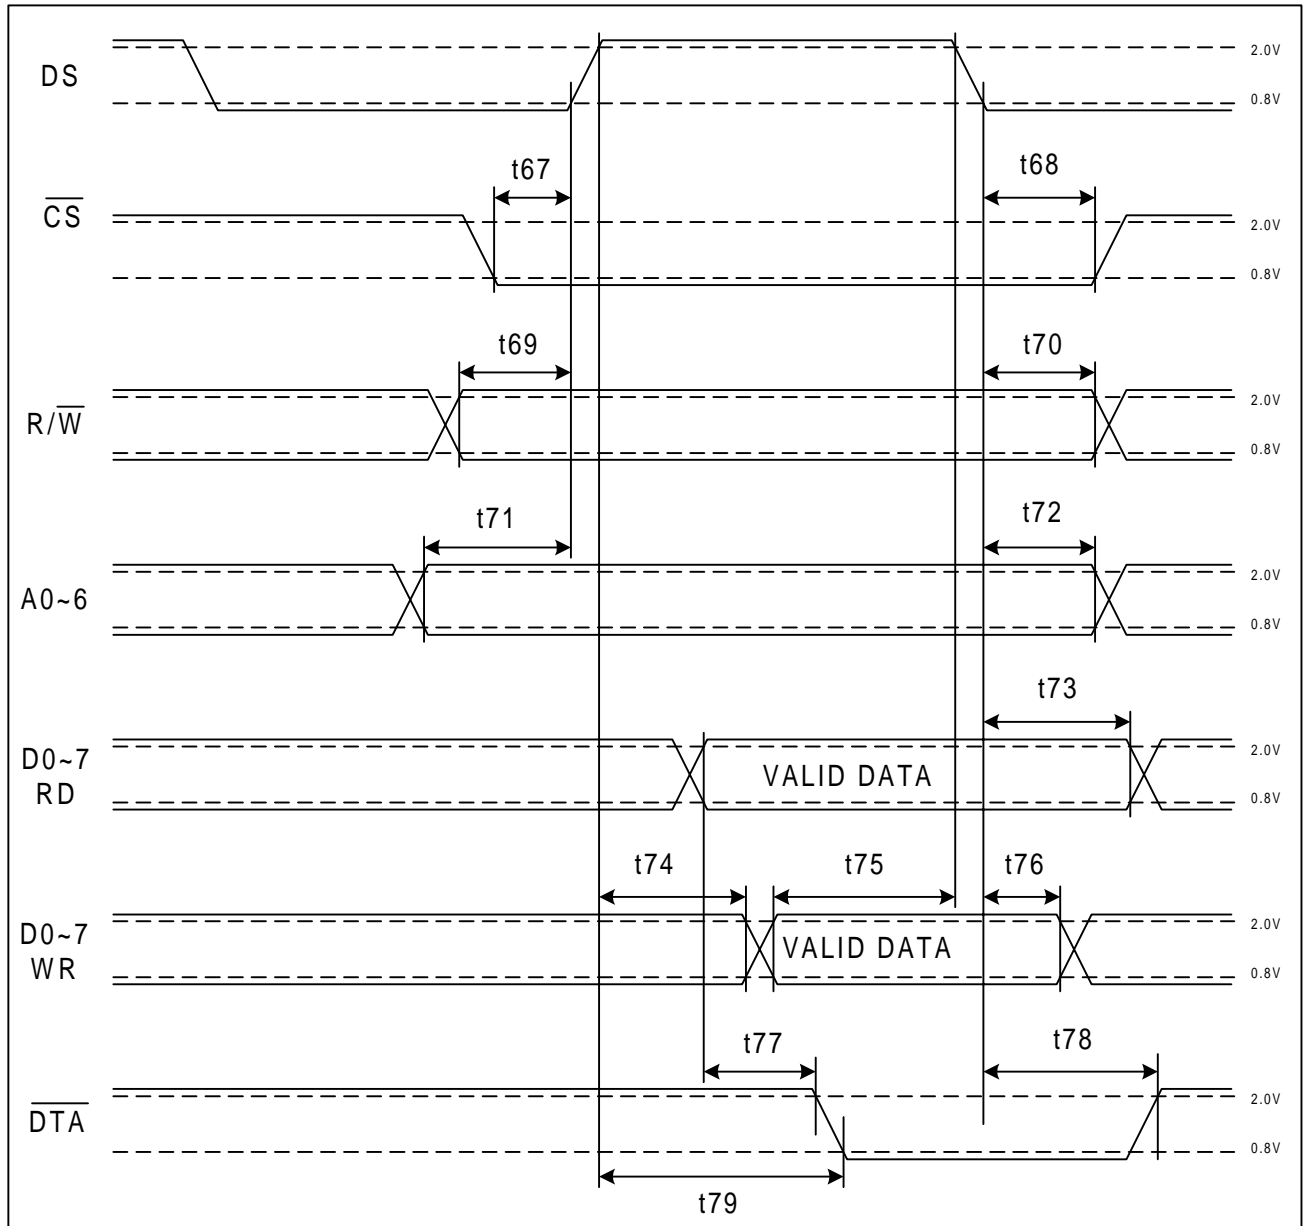 2.0V
DS
0.8V
t67
t68
C̅S̅
2.0V
0.8V
t69
t70
R/W̅
2.0V
0.8V
t71
t72
A0~6
2.0V
0.8V
t73
D0~7
RD
VALID DATA
2.0V
0.8V
t74
t75
t76
D0~7
WR
VALID DATA
2.0V
0.8V
t77
t78
D̅T̅A̅
2.0V
0.8V
t79